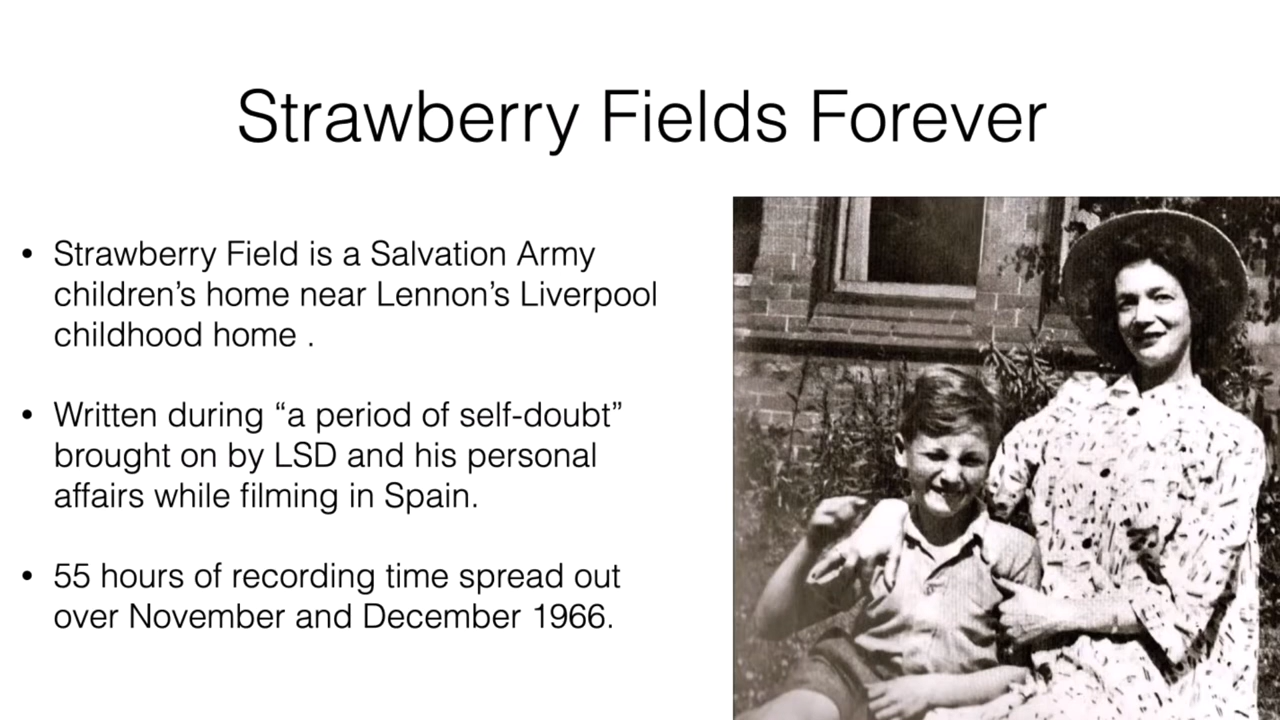 Strawberry Fields Forever
• Strawberry Field is a Salvation Army
children’s home near Lennon’s Liverpool
childhood home .
• Written during “a period of self-doubt”
brought on by LSD and his personal
affairs while filming in Spain.
• 55 hours of recording time spread out
over November and December 1966.